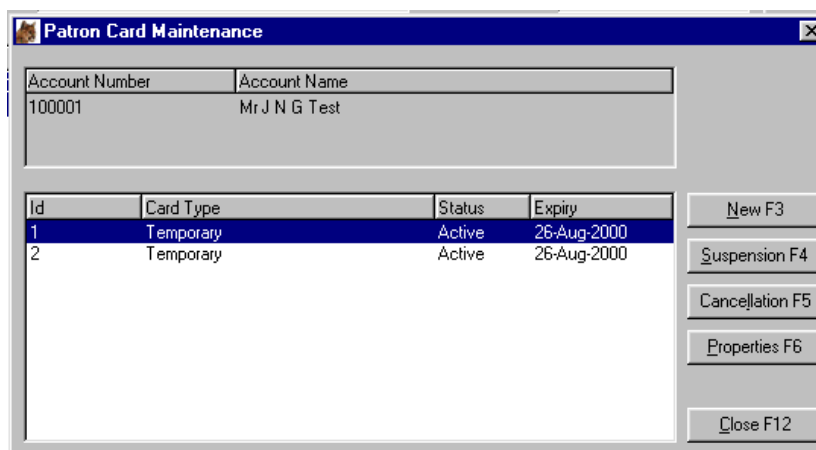 Patron Card Maintenance
Account Number Account Name
100001 Mr J N G Test
Id Card Type Status Expiry
1 Temporary Active 26-Aug-2000
2 Temporary Active 26-Aug-2000
New F3
Suspension F4
Cancellation F5
Properties F6
Close F12